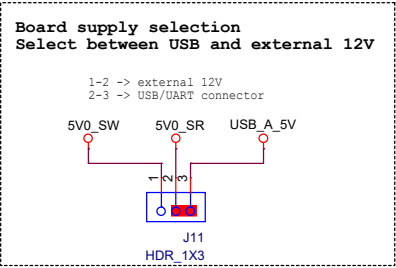 Board supply selection
Select between USB and external 12V
1-2 -> external 12V
2-3 -> USB/UART connector
5V0_SW 5V0_SR USB_A_5V
1 2 3
J11
HDR_1X3